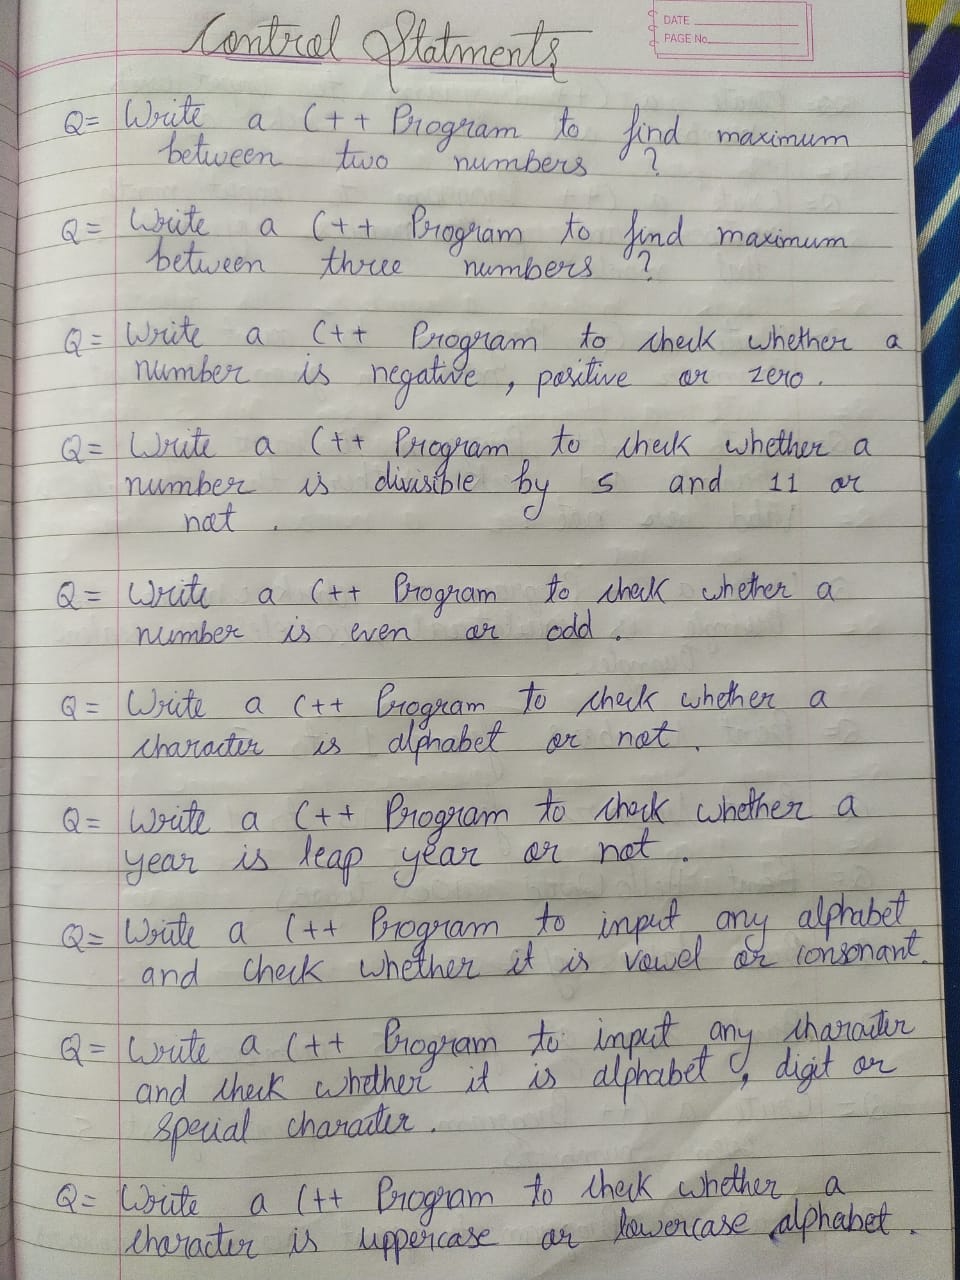 Control Statments
DATE
PAGE No.
Q= Write a C++ Program to find maximum
between two numbers ?
Q= Write a C++ Program to find maximum
between three numbers ?
Q= Write a C++ Program to check whether a
number is negative , positive or zero .
Q= Write a C++ Program to check whether a
number is divisible by 5 and 11 or
not .
Q= Write a C++ Program to check whether a
number is even or odd .
Q= Write a C++ Program to check whether a
character is alphabet or not .
Q= Write a C++ Program to check whether a
year is leap year or not .
Q= Write a C++ Program to input any alphabet
and check whether it is vowel or consonant.
Q= Write a C++ Program to input any character
and check whether it is alphabet , digit or
special character .
Q= Write a C++ Program to check whether a
character is uppercase or lowercase alphabet .